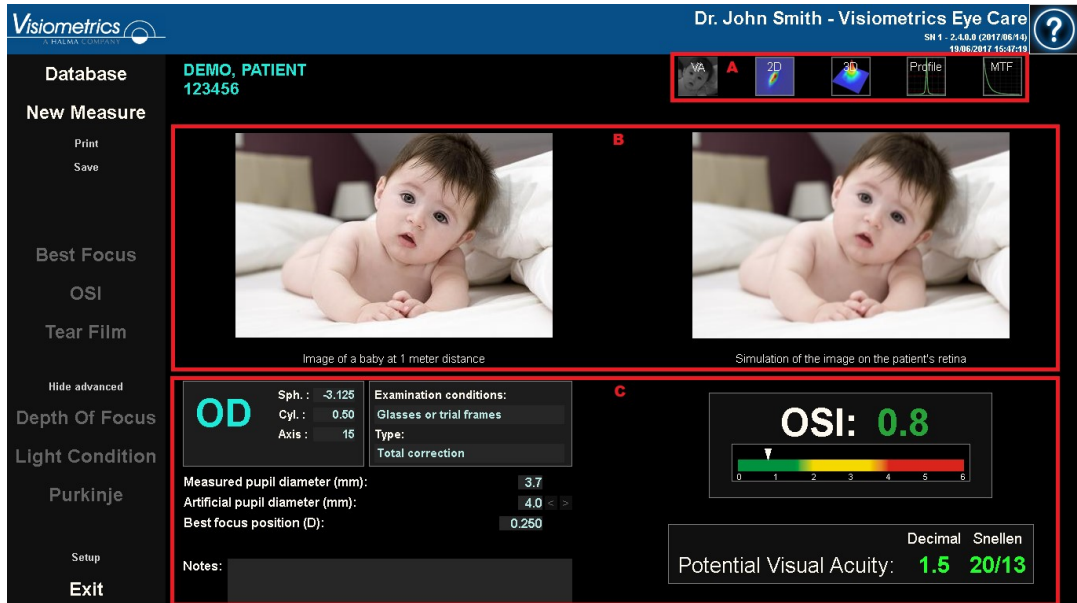 Visiometrics
A HALMA COMPANY
Dr. John Smith - Visiometrics Eye Care
SN 1 - 2.4.0.0 (2017/06/14)
19/06/2017 15:47:19
?
Database
New Measure
Print
Save
Best Focus
OSI
Tear Film
Hide advanced
Depth Of Focus
Light Condition
Purkinje
Setup
Exit
DEMO, PATIENT
123456
VA A 2D 3D Profile MTF
B
Image of a baby at 1 meter distance
Simulation of the image on the patient's retina
C
OD
Sph. : -3.125
Cyl. : 0.50
Axis : 15
Examination conditions:
Glasses or trial frames
Type:
Total correction
Measured pupil diameter (mm): 3.7
Artificial pupil diameter (mm): 4.0 < >
Best focus position (D): 0.250
Notes:
OSI: 0.8
0 1 2 3 4 5 6
Decimal Snellen
Potential Visual Acuity: 1.5 20/13